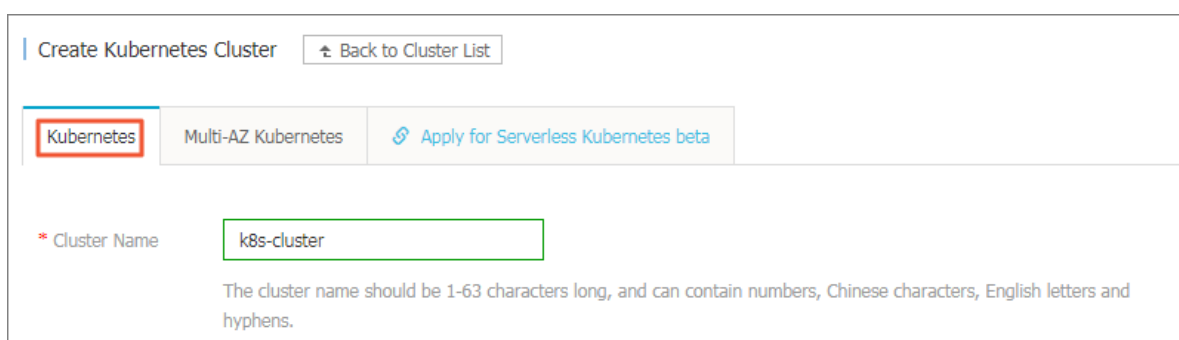 Create Kubernetes Cluster Back to Cluster List
Kubernetes Multi-AZ Kubernetes Apply for Serverless Kubernetes beta
* Cluster Name k8s-cluster
The cluster name should be 1-63 characters long, and can contain numbers, Chinese characters, English letters and
hyphens.